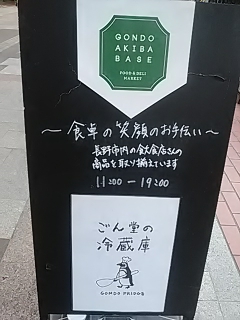 GONDO
AKIBA
BASE
FOOD & DELI
MARKET
〜食卓の笑顔のお手伝い〜
長野市内の飲食店さんの
商品を取り揃えています
11:00-19:00
ごん堂の
冷蔵庫
GONDO FRIDGE